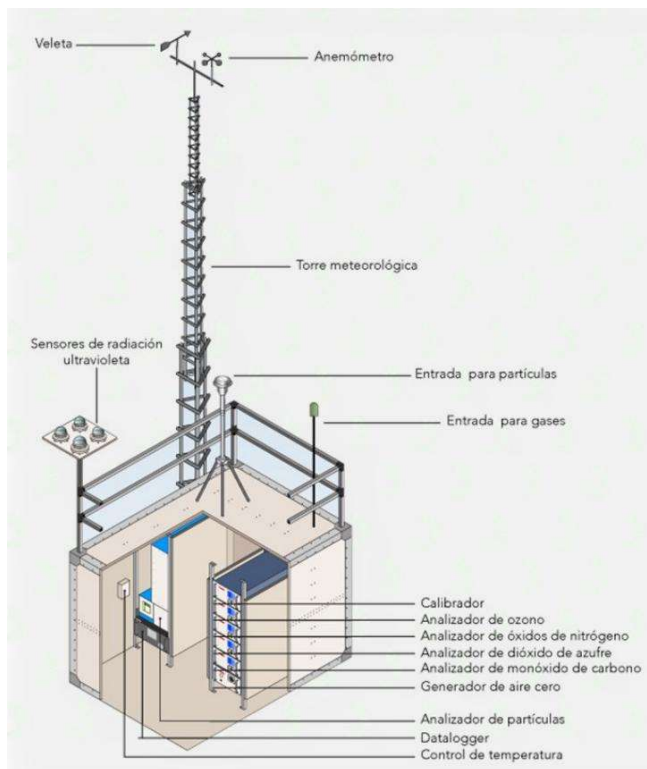 Veleta
Anemómetro
Torre meteorológica
Sensores de radiación
ultravioleta
Entrada para partículas
Entrada para gases
Calibrador
Analizador de ozono
Analizador de óxidos de nitrógeno
Analizador de dióxido de azufre
Analizador de monóxido de carbono
Generador de aire cero
Analizador de partículas
Datalogger
Control de temperatura